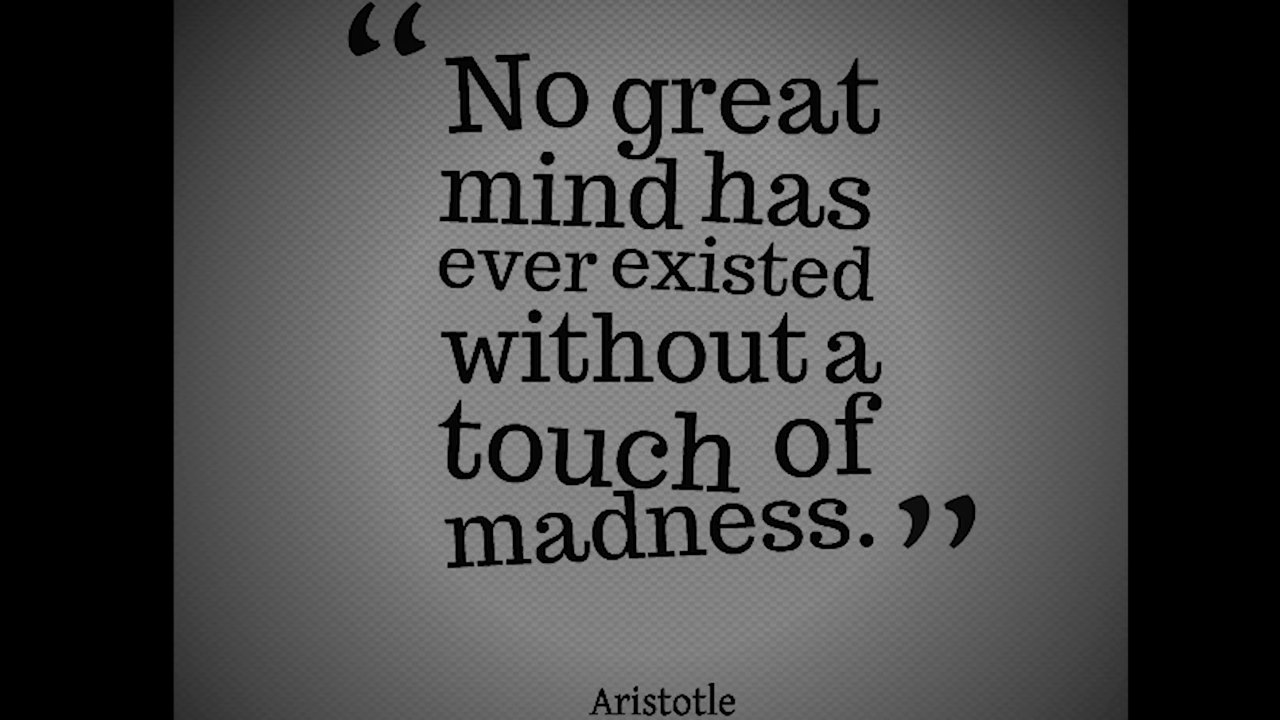 “No great
mind has
ever existed
without a
touch of
madness.”
Aristotle